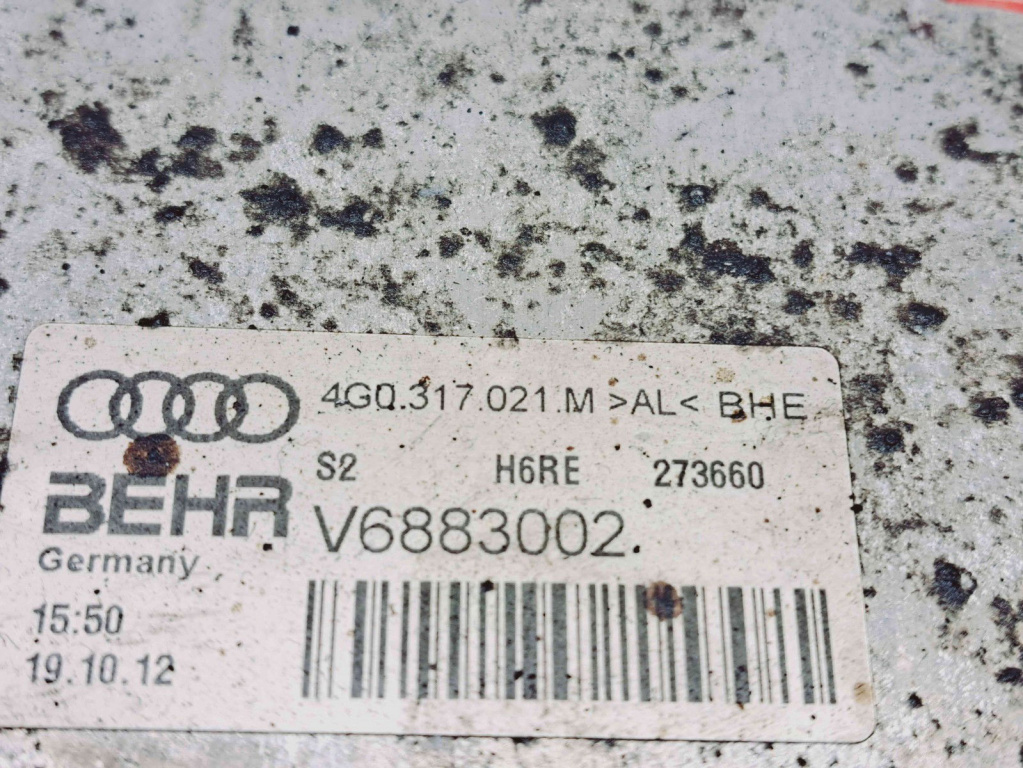 4G0.317.021.M >AL< BHE
S2 H6RE 273660
BEHR V6883002.
Germany
15:50
19.10.12